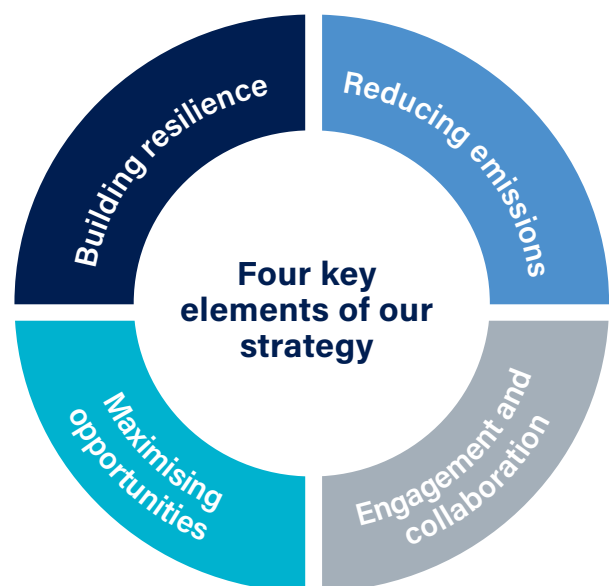 Building resilience
Reducing emissions
Four key
elements of our
strategy
Maximising
opportunities
Engagement and
collaboration